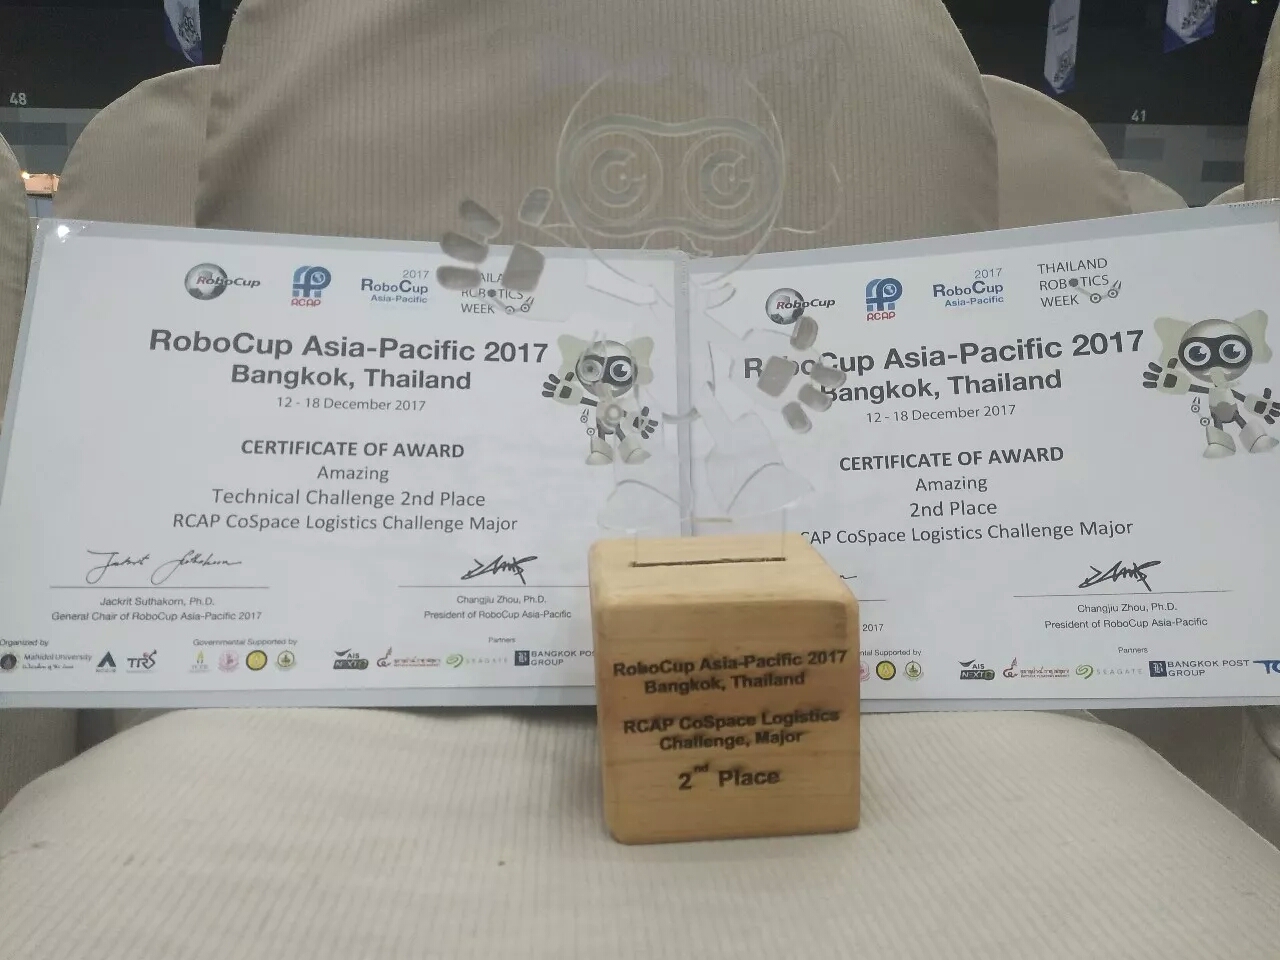 48
41
RoboCup
RCAP
2017
RoboCup
Asia-Pacific
ROBOTICS
WEEK
RoboCup Asia-Pacific 2017
Bangkok, Thailand
12 - 18 December 2017
CERTIFICATE OF AWARD
Amazing
Technical Challenge 2nd Place
RCAP CoSpace Logistics Challenge Major
Jackrit Suthakorn, Ph.D.
General Chair of RoboCup Asia-Pacific 2017
Changjiu Zhou, Ph.D.
President of RoboCup Asia-Pacific
Organized by
Mahidol University
TRS
Governmental Supported by
Partners
AIS
NEXT
SEAGATE
BANGKOK POST
GROUP
RoboCup
RCAP
2017
RoboCup
Asia-Pacific
THAILAND
ROBOTICS
WEEK
RoboCup Asia-Pacific 2017
Bangkok, Thailand
12 - 18 December 2017
CERTIFICATE OF AWARD
Amazing
2nd Place
CAP CoSpace Logistics Challenge Major
2017
Changjiu Zhou, Ph.D.
President of RoboCup Asia-Pacific
Supported by
Partners
AIS
NEXT
SEAGATE
BANGKOK POST
GROUP
RoboCup Asia-Pacific 2017
Bangkok, Thailand
RCAP CoSpace Logistics
Challenge, Major
2nd Place